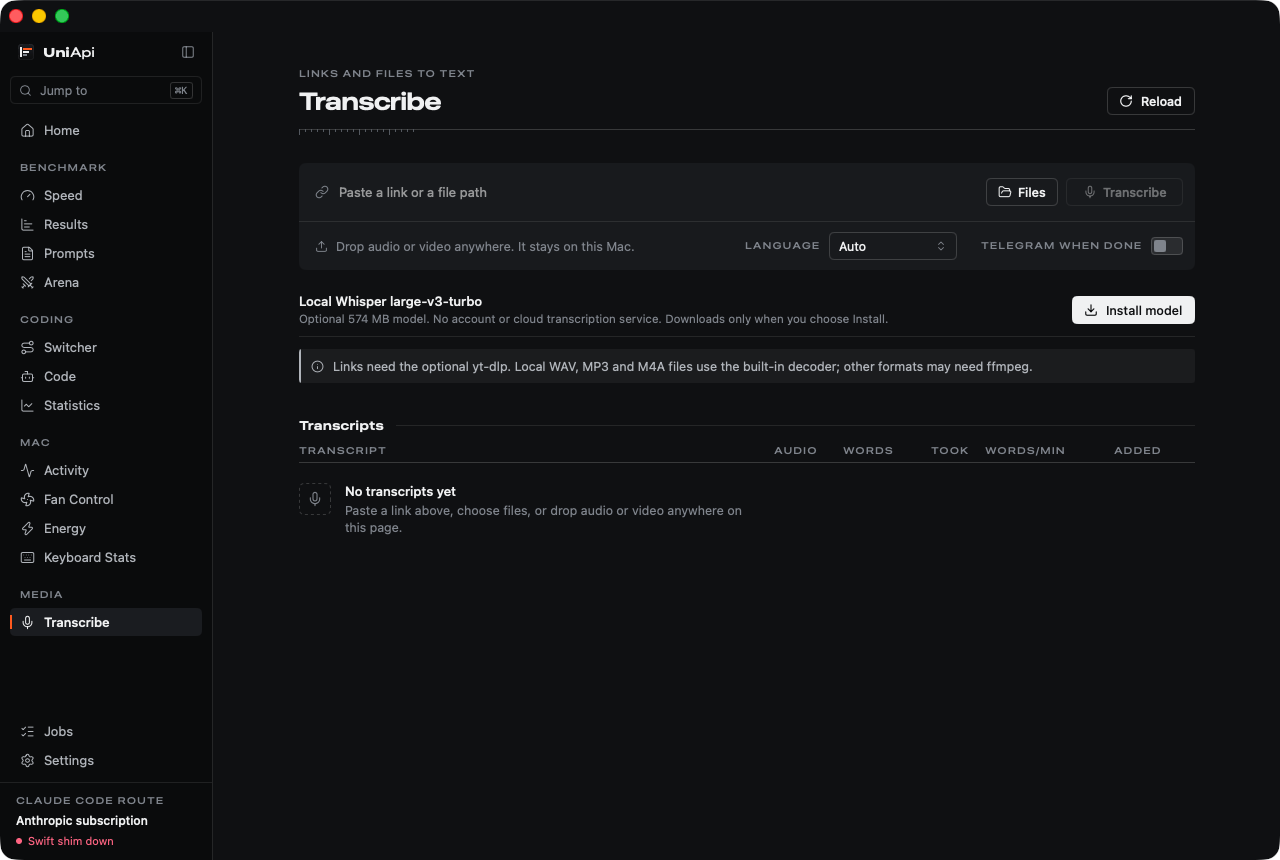 UniApi
Jump to
⌘K
Home
BENCHMARK
Speed
Results
Prompts
Arena
CODING
Switcher
Code
Statistics
MAC
Activity
Fan Control
Energy
Keyboard Stats
MEDIA
Transcribe
Jobs
Settings
CLAUDE CODE ROUTE
Anthropic subscription
Swift shim down
LINKS AND FILES TO TEXT
Transcribe
Reload
Paste a link or a file path
Files
Transcribe
Drop audio or video anywhere. It stays on this Mac.
LANGUAGE
Auto
TELEGRAM WHEN DONE
Local Whisper large-v3-turbo
Optional 574 MB model. No account or cloud transcription service. Downloads only when you choose Install.
Install model
Links need the optional yt-dlp. Local WAV, MP3 and M4A files use the built-in decoder; other formats may need ffmpeg.
Transcripts
TRANSCRIPT AUDIO WORDS TOOK WORDS/MIN ADDED
No transcripts yet
Paste a link above, choose files, or drop audio or video anywhere on
this page.